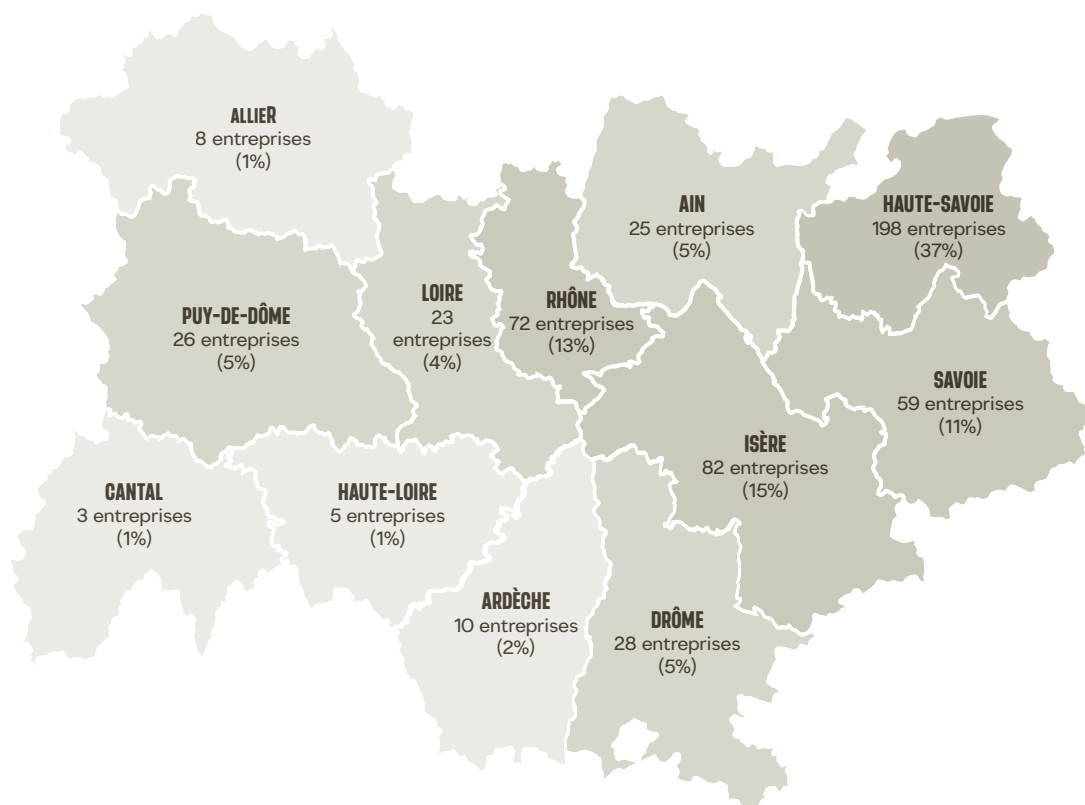 ALLIER
8 entreprises
(1%)
AIN
25 entreprises
(5%)
HAUTE-SAVOIE
198 entreprises
(37%)
PUY-DE-DÔME
26 entreprises
(5%)
LOIRE
23
entreprises
(4%)
RHÔNE
72 entreprises
(13%)
SAVOIE
59 entreprises
(11%)
ISÈRE
82 entreprises
(15%)
CANTAL
3 entreprises
(1%)
HAUTE-LOIRE
5 entreprises
(1%)
ARDÈCHE
10 entreprises
(2%)
DRÔME
28 entreprises
(5%)